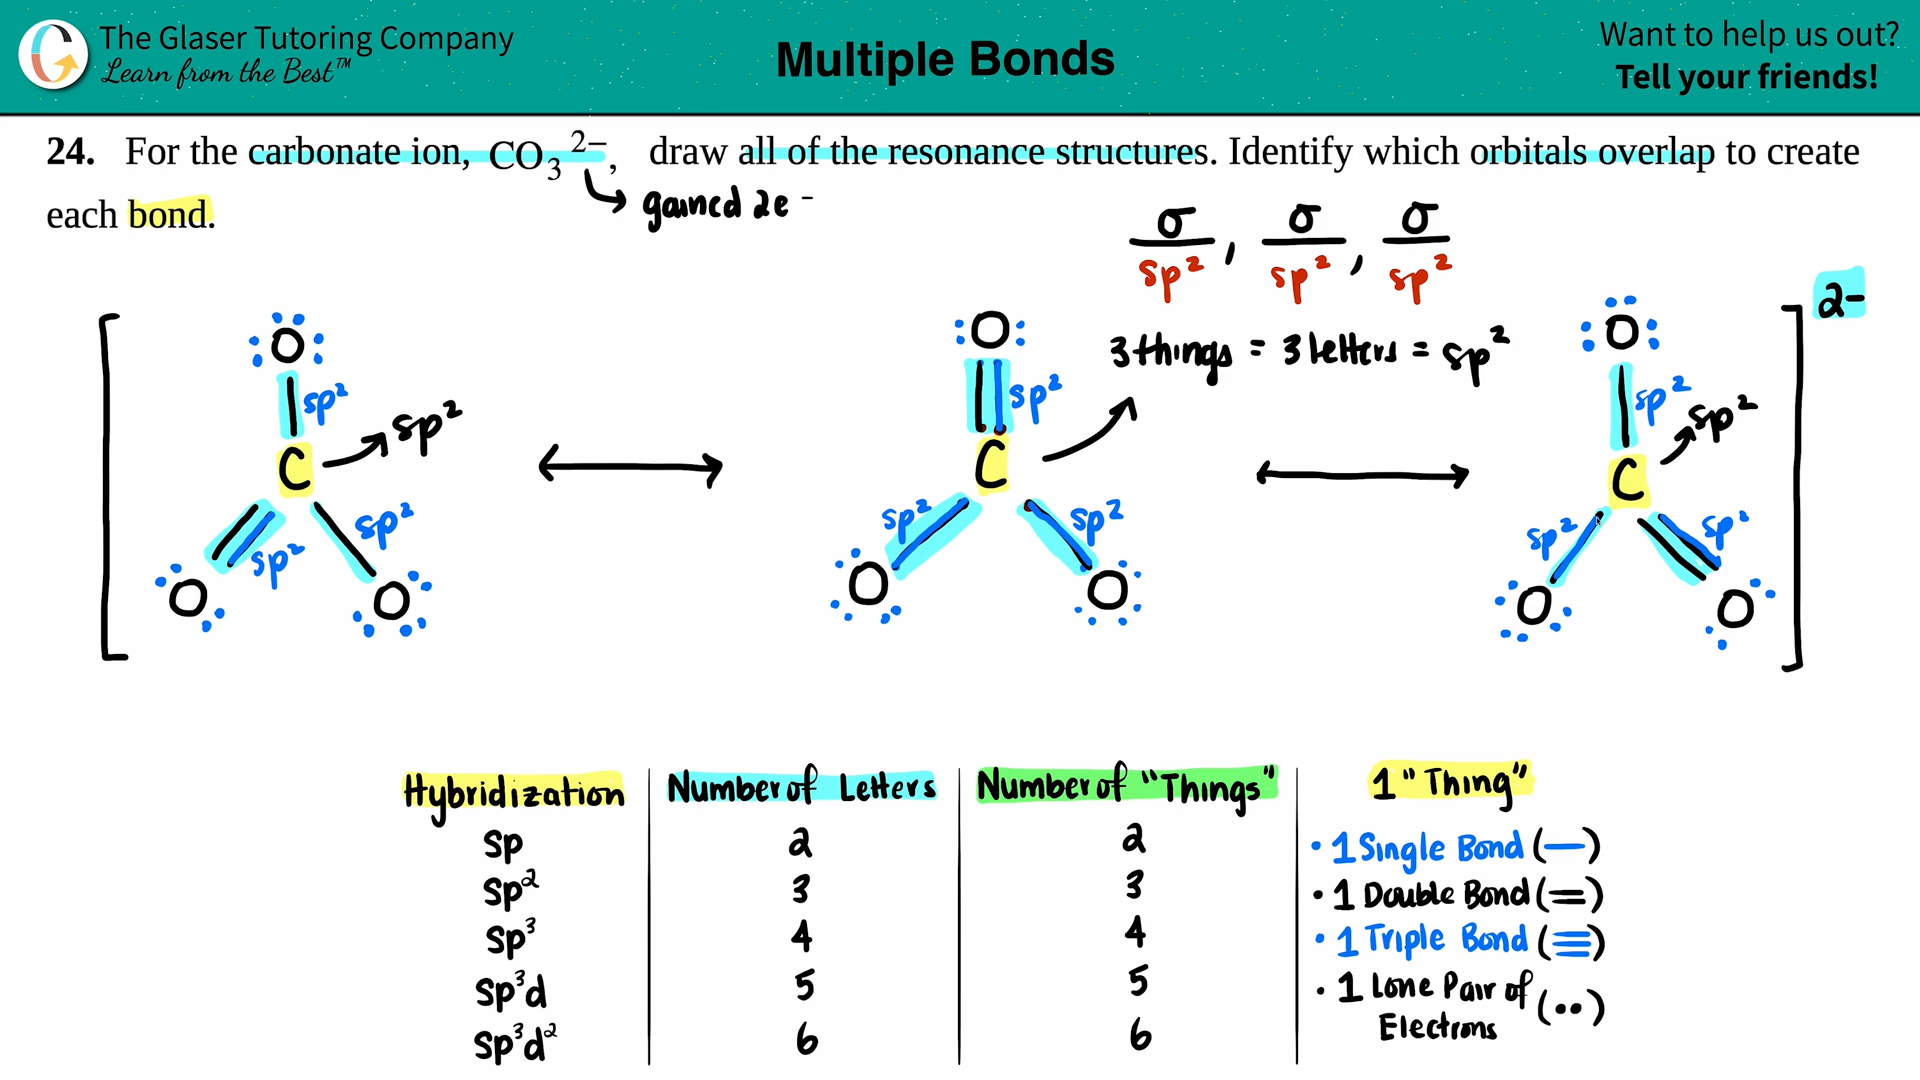 The Glaser Tutoring Company
Learn from the Best™
Multiple Bonds
Want to help us out?
Tell your friends!
24. For the carbonate ion, CO₃²⁻, draw all of the resonance structures. Identify which orbitals overlap to create
each bond.
gained 2e⁻
σ , σ , σ
sp² sp² sp²
3 things = 3 letters = sp²
2-
O
sp²
C
sp²
sp²
sp²
O
O
O
sp²
C
sp²
sp²
O
O
O
sp²
C
sp²
sp²
sp²
O
O
Hybridization Number of Letters Number of "Things" 1 "Thing"
sp 2 2 • 1 Single Bond (—)
sp² 3 3 • 1 Double Bond (=)
sp³ 4 4 • 1 Triple Bond (≡)
sp³d 5 5 • 1 Lone Pair of Electrons (••)
sp³d² 6 6